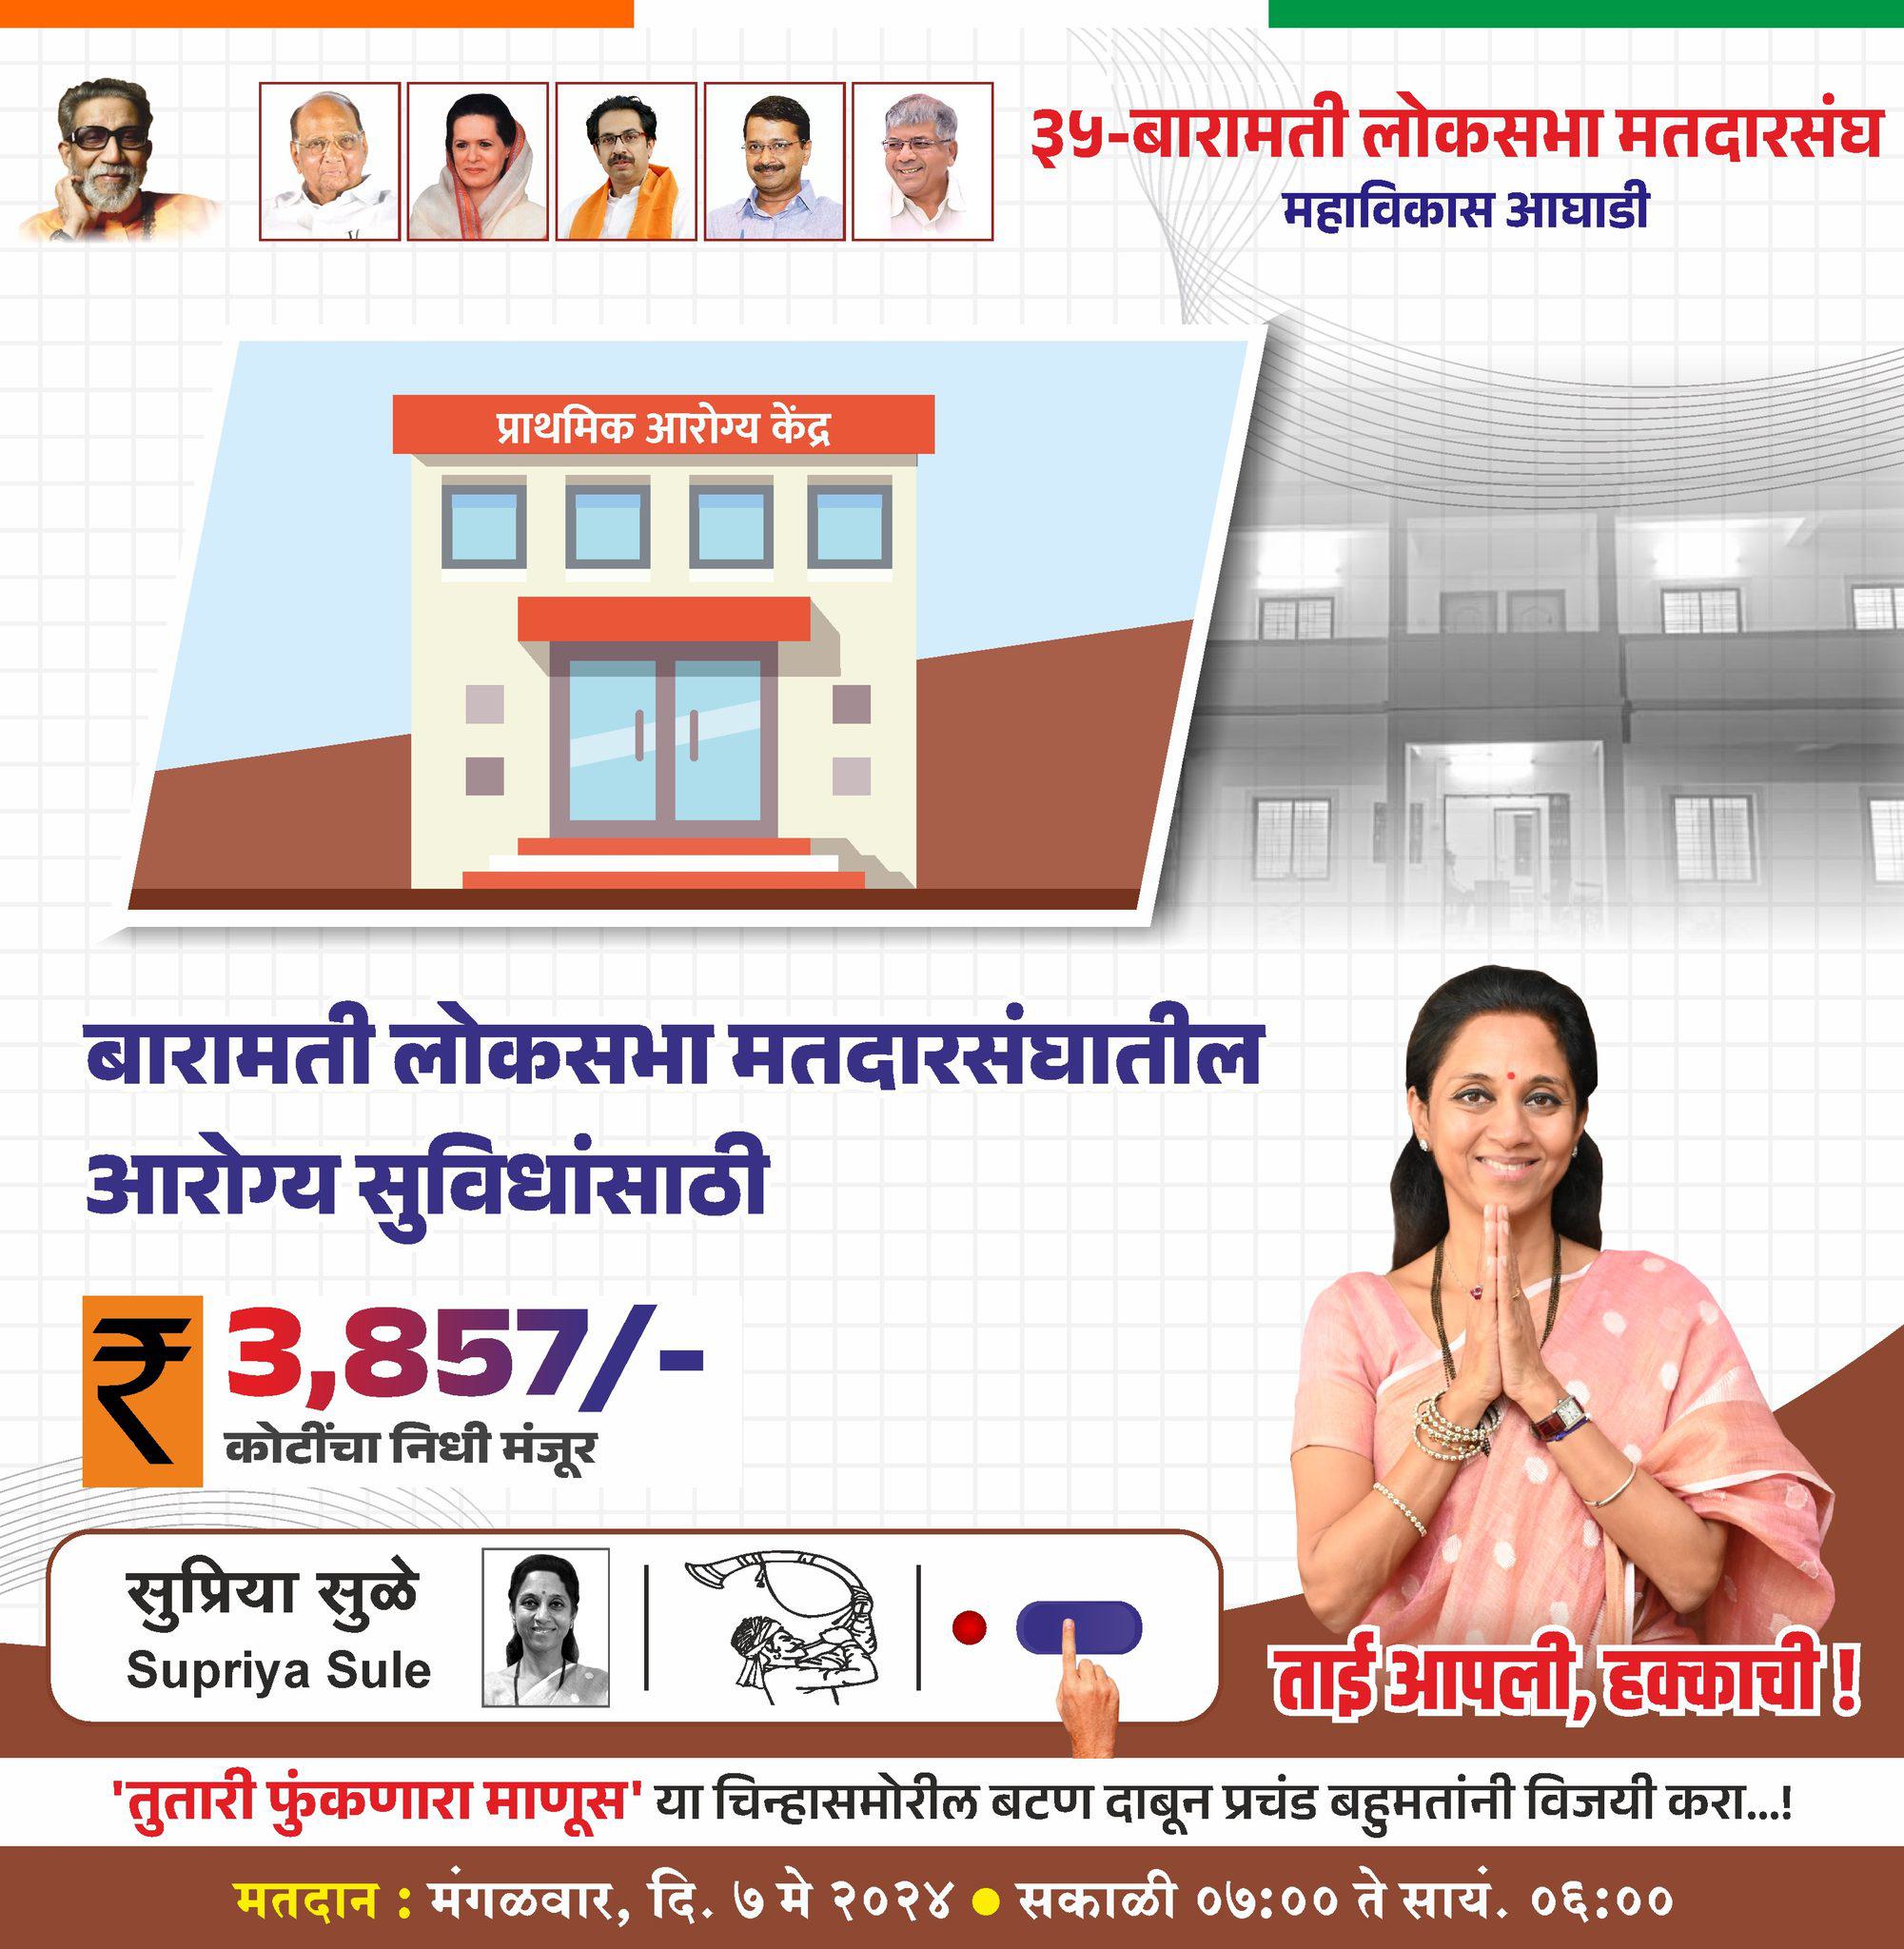 ३५-बारामती लोकसभा मतदारसंघ
महाविकास आघाडी
प्राथमिक आरोग्य केंद्र
बारामती लोकसभा मतदारसंघातील
आरोग्य सुविधांसाठी
₹ 3,857/-
कोटींचा निधी मंजूर
सुप्रिया सुळे
Supriya Sule
ताई आपली, हक्काची !
'तुतारी फुंकणारा माणूस' या चिन्हासमोरील बटण दाबून प्रचंड बहुमतांनी विजयी करा...!
मतदान : मंगळवार, दि. ७ मे २०२४ ● सकाळी ०७:०० ते सायं. ०६:००